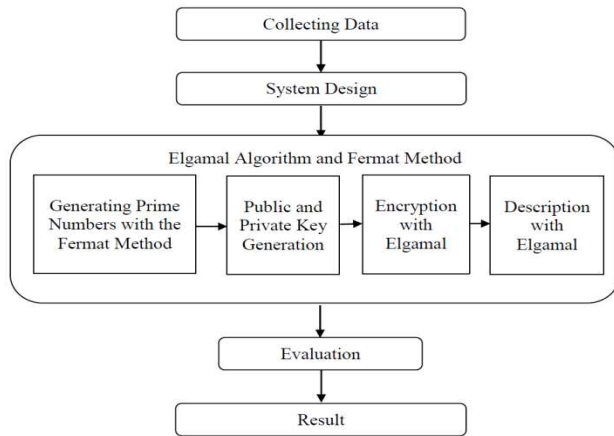 Collecting Data
System Design
Elgamal Algorithm and Fermat Method
Generating Prime
Numbers with the
Fermat Method
Public and
Private Key
Generation
Encryption
with
Elgamal
Description
with
Elgamal
Evaluation
Result